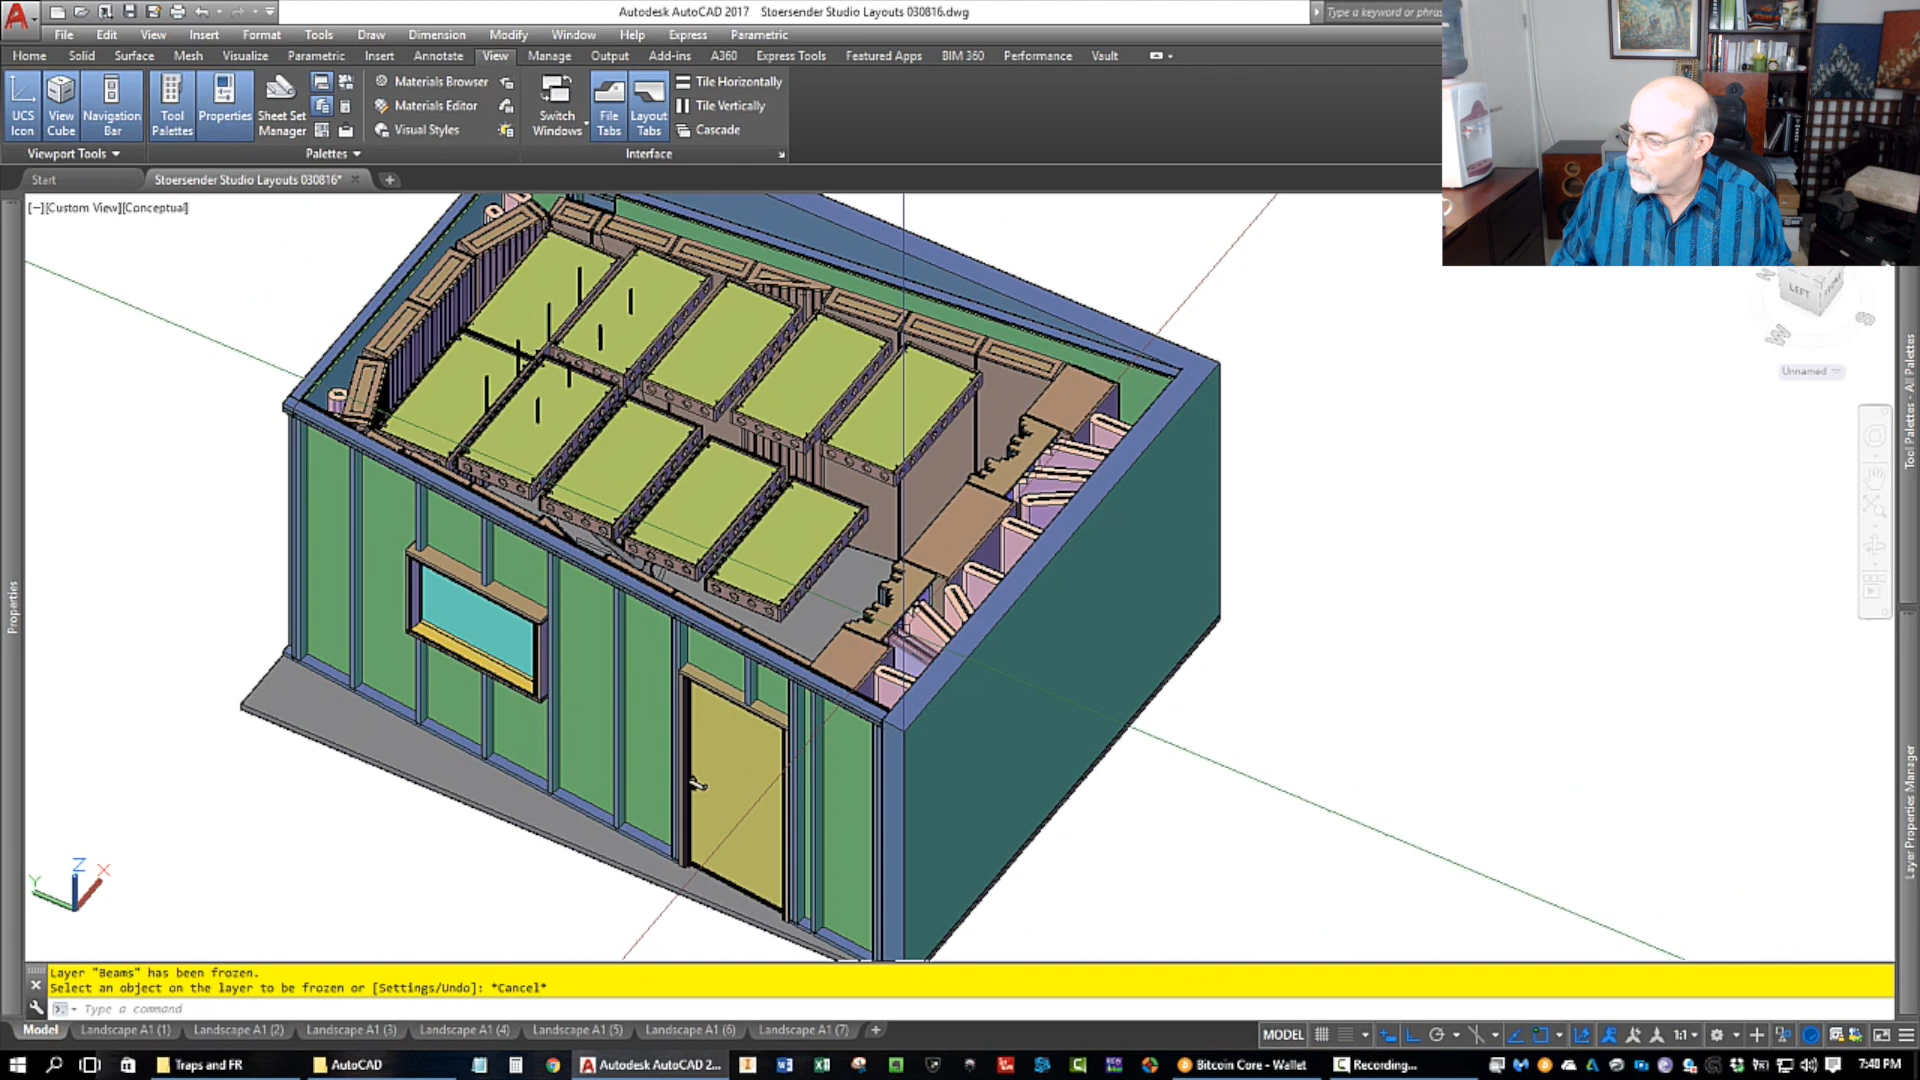 Autodesk AutoCAD 2017 Stoersender Studio Layouts 030816.dwg
Type a keyword or phras
File Edit View Insert Format Tools Draw Dimension Modify Window Help Express Parametric
Home Solid Surface Mesh Visualize Parametric Insert Annotate View Manage Output Add-ins A360 Express Tools Featured Apps BIM 360 Performance Vault
UCS Icon
View Cube
Navigation Bar
Tool Palettes
Properties
Sheet Set Manager
Materials Browser
Materials Editor
Visual Styles
Switch Windows
File Tabs
Layout Tabs
Tile Horizontally
Tile Vertically
Cascade
Viewport Tools
Palettes
Interface
Start
Stoersender Studio Layouts 030816*
[–][Custom View][Conceptual]
LEFT
W
S
Unnamed
Tool Palettes - All Palettes
Properties
Layer Properties Manager
Z
X
Y
Layer "Beams" has been frozen.
Select an object on the layer to be frozen or [Settings/Undo]: *Cancel*
Type a command
Model Landscape A1 (1) Landscape A1 (2) Landscape A1 (3) Landscape A1 (4) Landscape A1 (5) Landscape A1 (6) Landscape A1 (7)
MODEL
1:1
Traps and FR
AutoCAD
Autodesk AutoCAD 2...
Bitcoin Core - Wallet
Recording...
7:40 PM